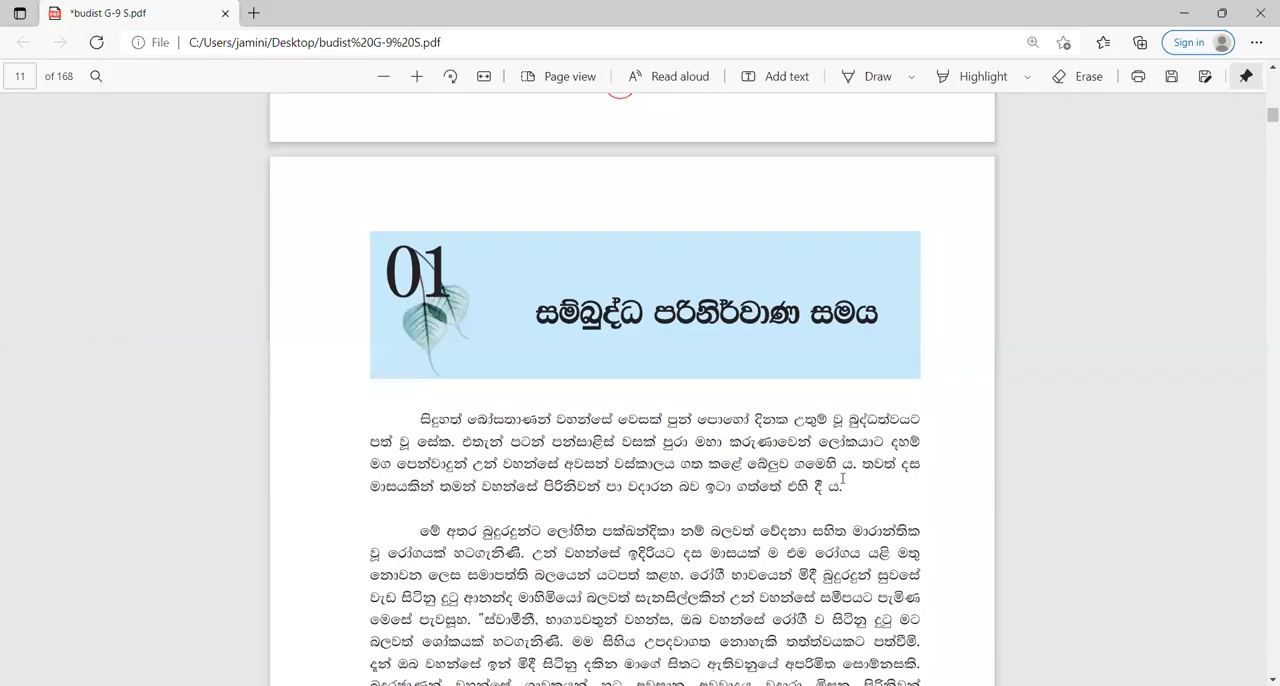 *budist G-9 S.pdf
File | C:/Users/jamini/Desktop/budist%20G-9%20S.pdf
Sign in
11 of 168
Page view
Read aloud
Add text
Draw
Highlight
Erase
01
සම්බුද්ධ පරිනිර්වාණ සමය
සිදුහත් බෝසතාණන් වහන්සේ වෙසක් පුන් පොහෝ දිනක උතුම් වූ බුද්ධත්වයට
පත් වූ සේක. එතැන් පටන් පන්සාළිස් වසක් පුරා මහා කරුණාවෙන් ලෝකයාට දහම්
මග පෙන්වාදුන් උන් වහන්සේ අවසන් වස්කාලය ගත කළේ බේලුව ගමෙහි ය. තවත් දස
මාසයකින් තමන් වහන්සේ පිරිනිවන් පා වදාරන බව ඉටා ගත්තේ එහි දී ය.
මේ අතර බුදුරදුන්ට ලෝහිත පක්ඛන්දිකා නම් බලවත් වේදනා සහිත මාරාන්තික
වූ රෝගයක් හටගැනිණි. උන් වහන්සේ ඉදිරියට දස මාසයක් ම එම රෝගය යළි මතු
නොවන ලෙස සමාපත්ති බලයෙන් යටපත් කළහ. රෝගී භාවයෙන් මිදී බුදුරදුන් සුවසේ
වැඩ සිටිනු දුටු ආනන්ද මාහිමියෝ බලවත් සැනසිල්ලකින් උන් වහන්සේ සමීපයට පැමිණ
මෙසේ පැවසූහ. "ස්වාමීනී, භාග්‍යවතුන් වහන්ස, ඔබ වහන්සේ රෝගී ව සිටිනු දුටු මට
බලවත් ශෝකයක් හටගැනිණි. මම සිහිය උපදවාගත නොහැකි තත්ත්වයකට පත්වීමි.
දැන් ඔබ වහන්සේ ඉන් මිදී සිටිනු දකින මාගේ සිතට ඇතිවනුයේ අපරිමිත සොම්නසකි.